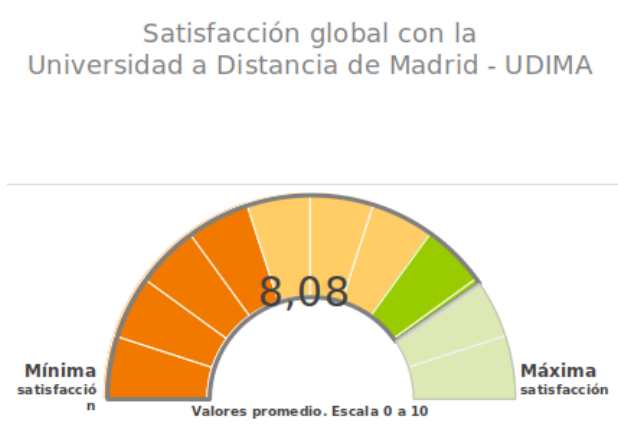 Satisfacción global con la
Universidad a Distancia de Madrid - UDIMA
8,08
Mínima
satisfacció
n
Máxima
satisfacción
Valores promedio. Escala 0 a 10